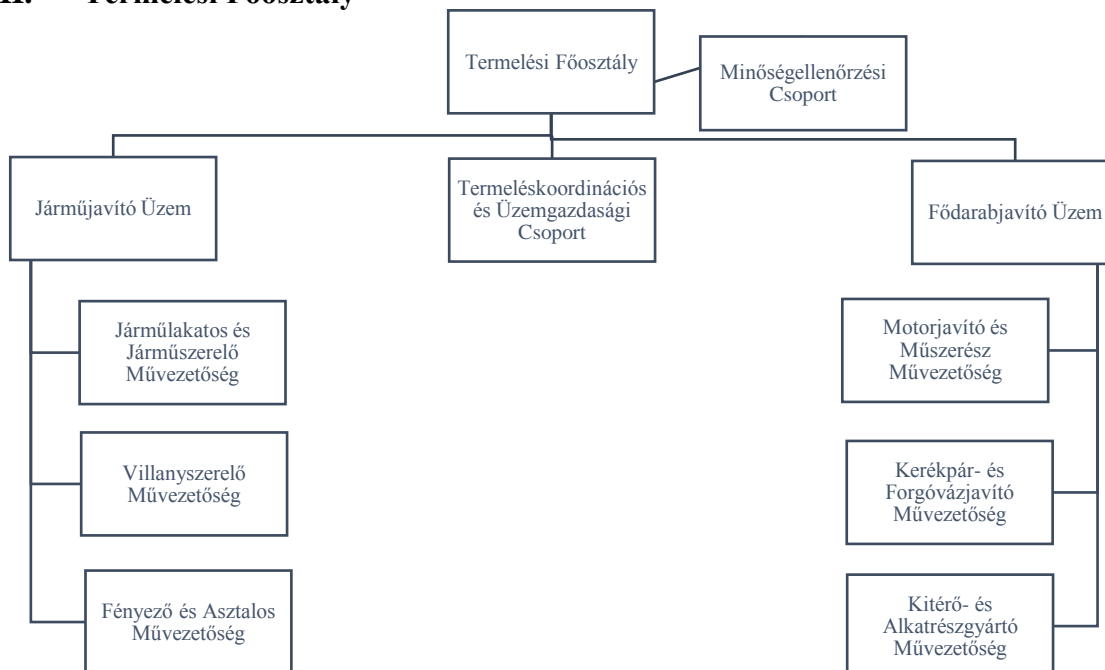 Termelési Főosztály
Termelési Főosztály
Minőségellenőrzési
Csoport
Járműjavító Üzem
Termeléskoordinációs
és Üzemgazdasági
Csoport
Fődarabjavító Üzem
Járműlakatos és
Járműszerelő
Művezetőség
Villanyszerelő
Művezetőség
Fényező és Asztalos
Művezetőség
Motorjavító és
Műszerész
Művezetőség
Kerékpár- és
Forgóvázjavító
Művezetőség
Kitérő- és
Alkatrészgyártó
Művezetőség